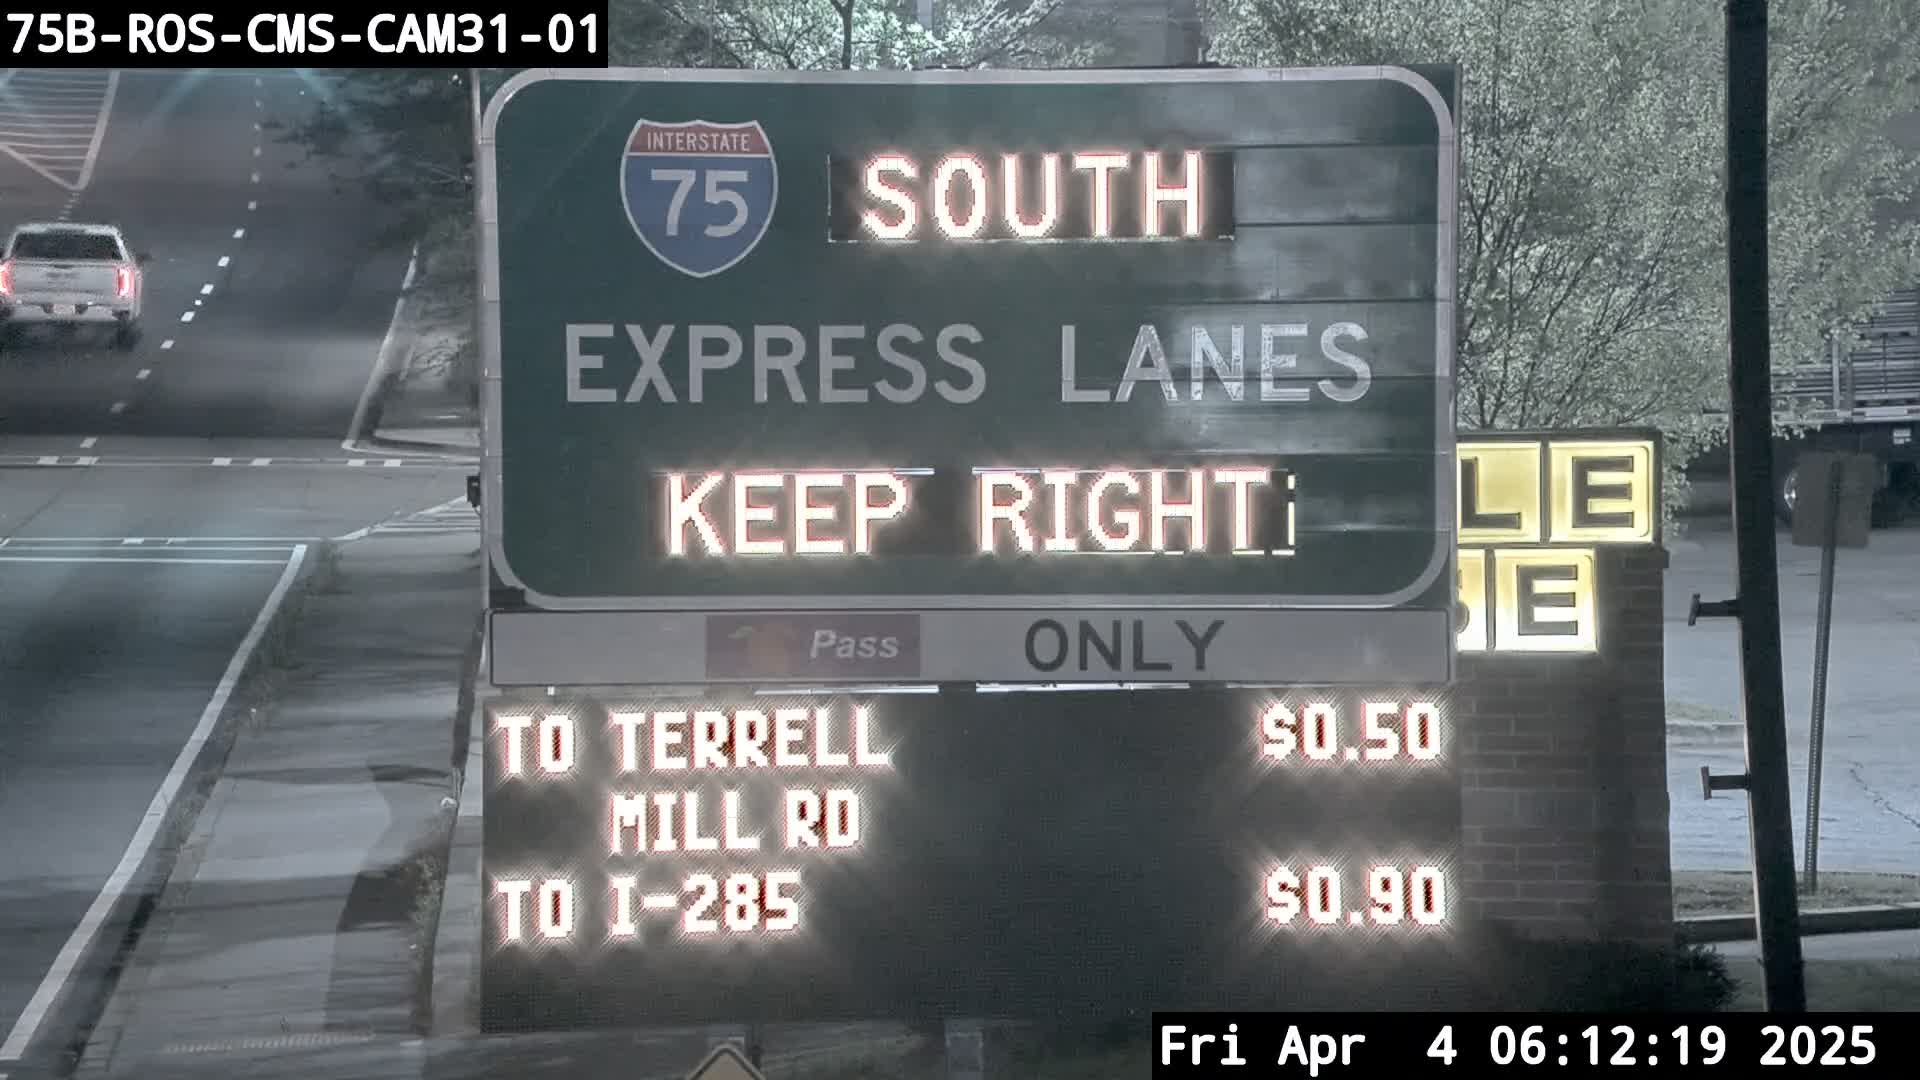 75B-ROS-CMS-CAM31-01
INTERSTATE
75
SOUTH
EXPRESS LANES
KEEP RIGHT
Pass ONLY
LE
E
TO TERRELL $0.50
MILL RD
TO I-285 $0.90
Fri Apr 4 06:12:19 2025